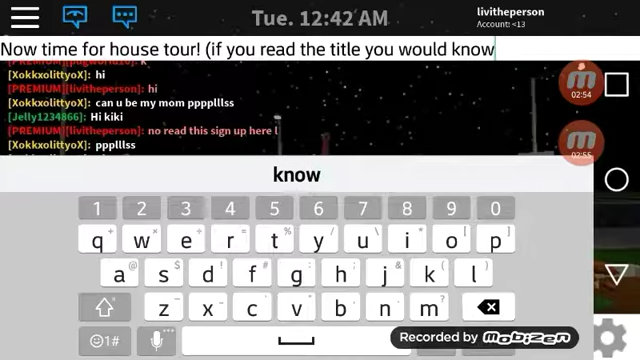 Tue. 12:42 AM
livitheperson
Account: <13
Now time for house tour! (if you read the title you would know
[XokkxolittyoX]: hi
[PREMIUM][livitheperson]: hi
[XokkxolittyoX]: can u be my mom pppplllss
[Jelly1234866]: Hi kiki
[PREMIUM][livitheperson]: no read this sign up here l
[XokkxolittyoX]: ppplllss
02:54
02:55
know
1 2 3 4 5 6 7 8 9 0
q w e r t y u i o p
a s d f g h j k l
z x c v b n m
☺1#
Recorded by mobizen